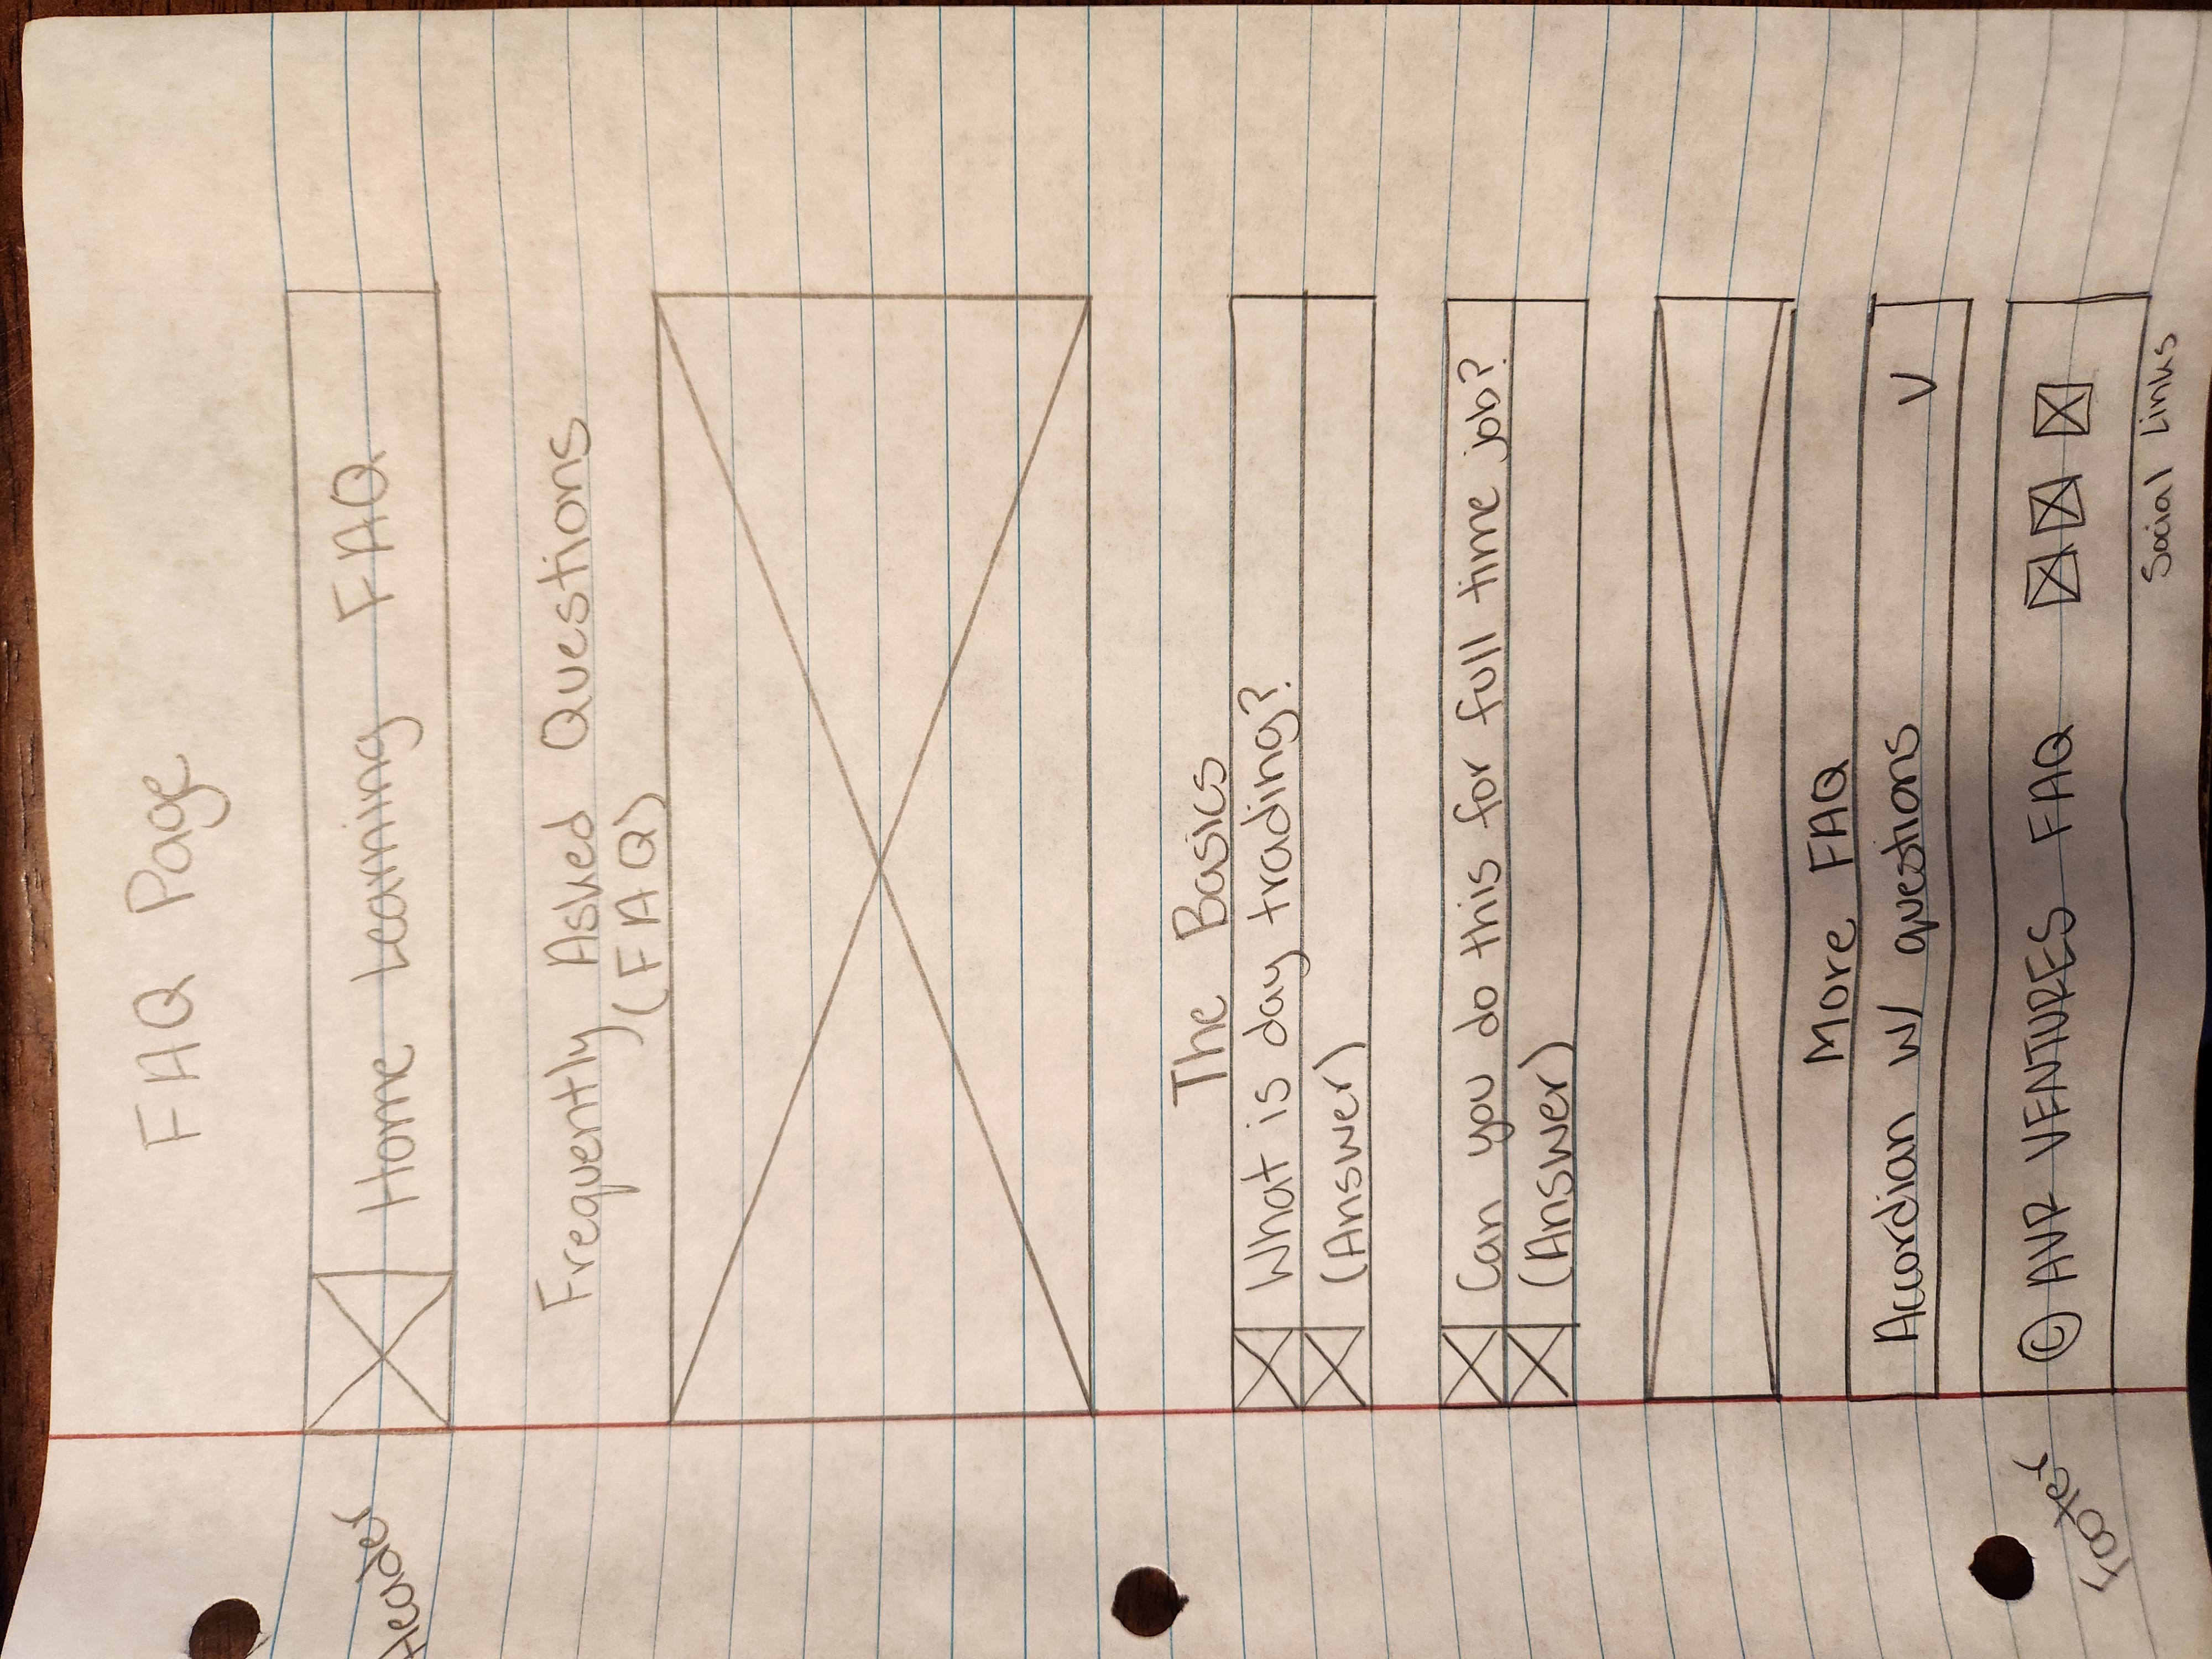 FAQ Page
Header
Home Learning FAQ
Frequently Asked Questions
(FAQ)
The Basics
What is day trading?
(Answer)
Can you do this for full time job?
(Answer)
More FAQ
Accordian W/ questions V
Footer
© AVR VENTURES FAQ
Social Links